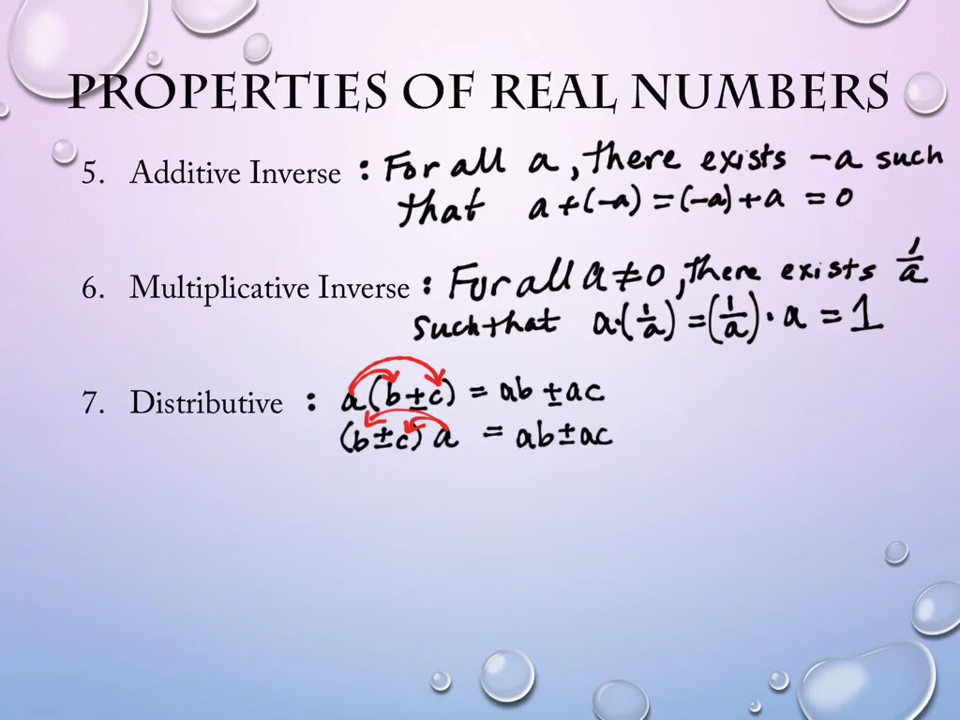 PROPERTIES OF REAL NUMBERS
5. Additive Inverse : For all a, there exists -a such
that a+(-a)=(-a)+a = 0
6. Multiplicative Inverse : For all a≠0, there exists 1/a
such that a·(1/a)=(1/a)·a = 1
7. Distributive : a(b±c) = ab ±ac
(b±c)a = ab±ac